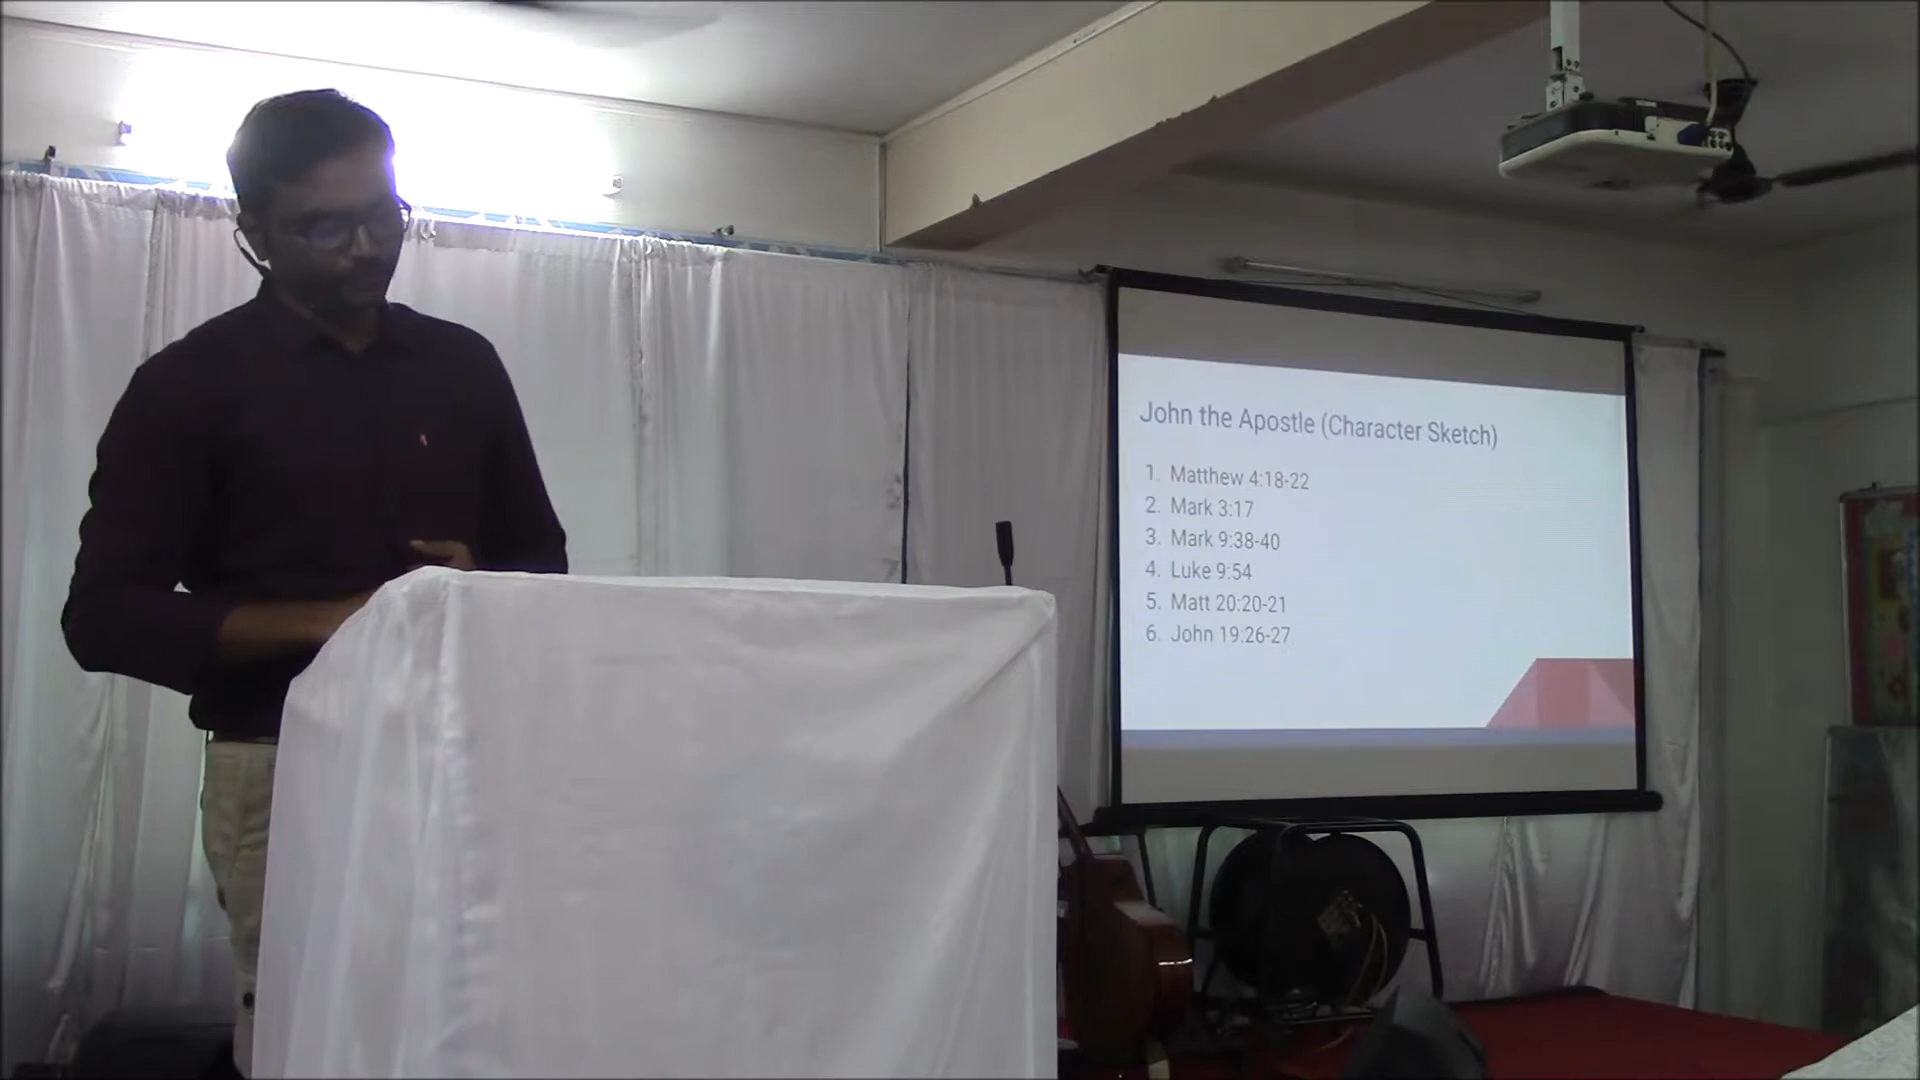 John the Apostle (Character Sketch)
1. Matthew 4:18-22
2. Mark 3:17
3. Mark 9:38-40
4. Luke 9:54
5. Matt 20:20-21
6. John 19:26-27